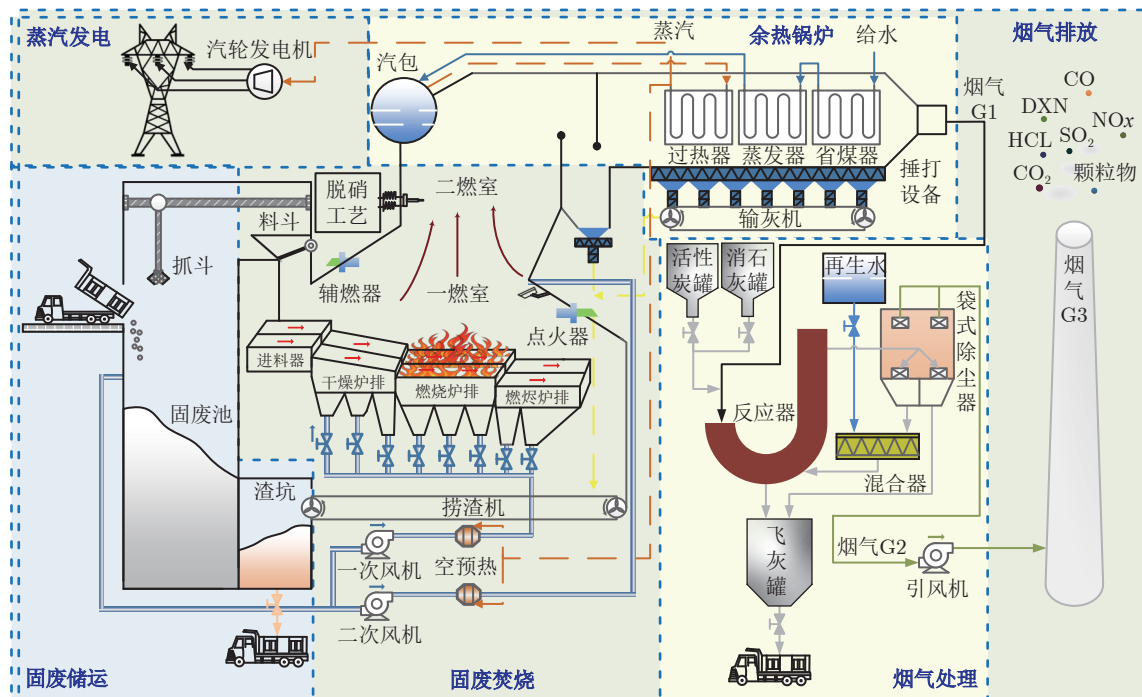 蒸汽发电
汽轮发电机
汽包
蒸汽
余热锅炉
给水
过热器
蒸发器
省煤器
捶打
设备
输灰机
烟气
G1
烟气排放
CO
DXN
NOx
HCL
SO₂
CO₂
颗粒物
烟
气
G3
脱硝
工艺
二燃室
料斗
抓斗
辅燃器
一燃室
点火器
进料器
干燥炉排
燃烧炉排
燃烬炉排
固废池
渣坑
捞渣机
一次风机
空预热
二次风机
固废储运
固废焚烧
活性
炭罐
消石
灰罐
再生水
袋
式
除
尘
器
反应器
混合器
飞
灰
罐
烟气G2
引风机
烟气处理